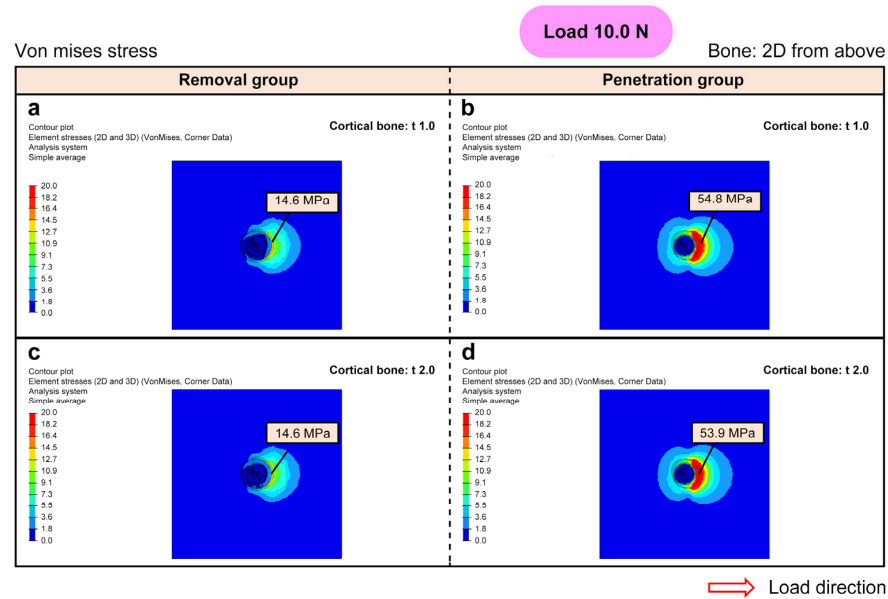 Load 10.0 N
Von mises stress
Bone: 2D from above
Removal group
Penetration group
a
Cortical bone: t 1.0
Contour plot
Element stresses (2D and 3D) (VonMises, Corner Data)
Analysis system
Simple average
20.0
18.2
16.4
14.5
12.7
10.9
9.1
7.3
5.5
3.6
1.8
0.0
14.6 MPa
b
Cortical bone: t 1.0
Contour plot
Element stresses (2D and 3D) (VonMises, Corner Data)
Analysis system
Simple average
20.0
18.2
16.4
14.5
12.7
10.9
9.1
7.3
5.5
3.6
1.8
0.0
54.8 MPa
c
Cortical bone: t 2.0
Contour plot
Element stresses (2D and 3D) (VonMises, Corner Data)
Analysis system
Simple average
20.0
18.2
16.4
14.5
12.7
10.9
9.1
7.3
5.5
3.6
1.8
0.0
14.6 MPa
d
Cortical bone: t 2.0
Contour plot
Element stresses (2D and 3D) (VonMises, Corner Data)
Analysis system
Simple average
20.0
18.2
16.4
14.5
12.7
10.9
9.1
7.3
5.5
3.6
1.8
0.0
53.9 MPa
Load direction